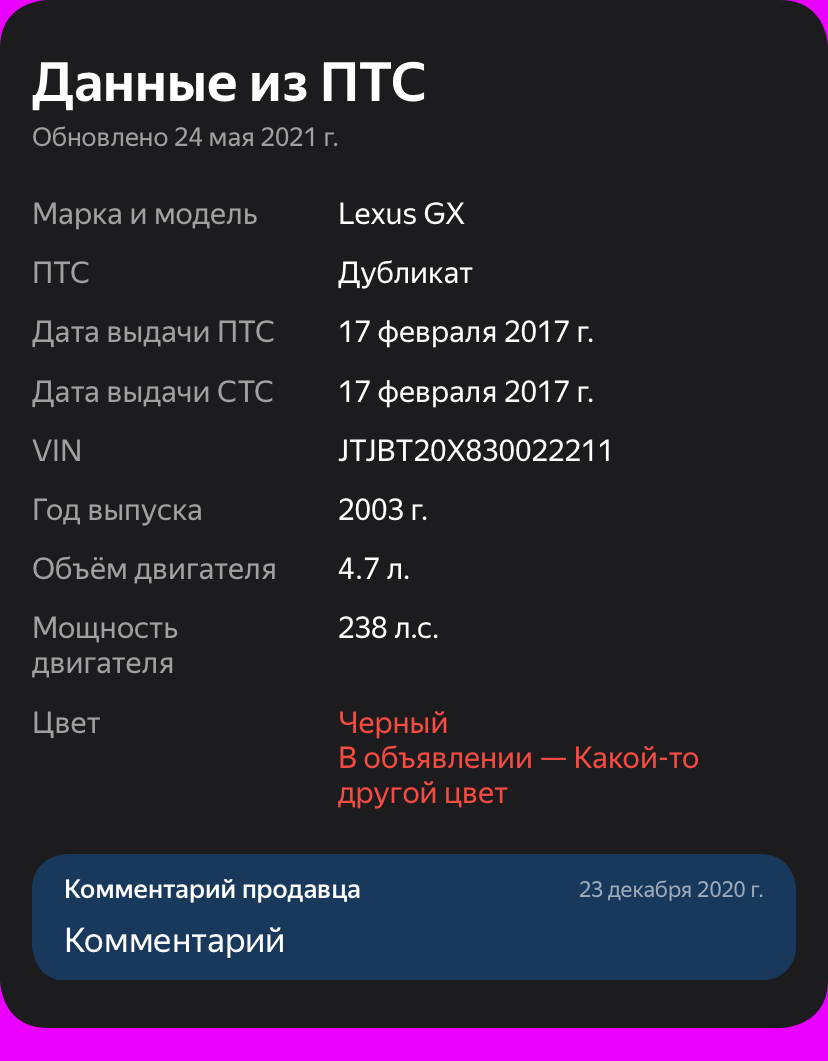 Данные из ПТС
Обновлено 24 мая 2021 г.
Марка и модель Lexus GX
ПТС Дубликат
Дата выдачи ПТС 17 февраля 2017 г.
Дата выдачи СТС 17 февраля 2017 г.
VIN JTJBT20X830022211
Год выпуска 2003 г.
Объём двигателя 4.7 л.
Мощность 238 л.с.
двигателя
Цвет Черный
В объявлении — Какой-то
другой цвет
Комментарий продавца 23 декабря 2020 г.
Комментарий